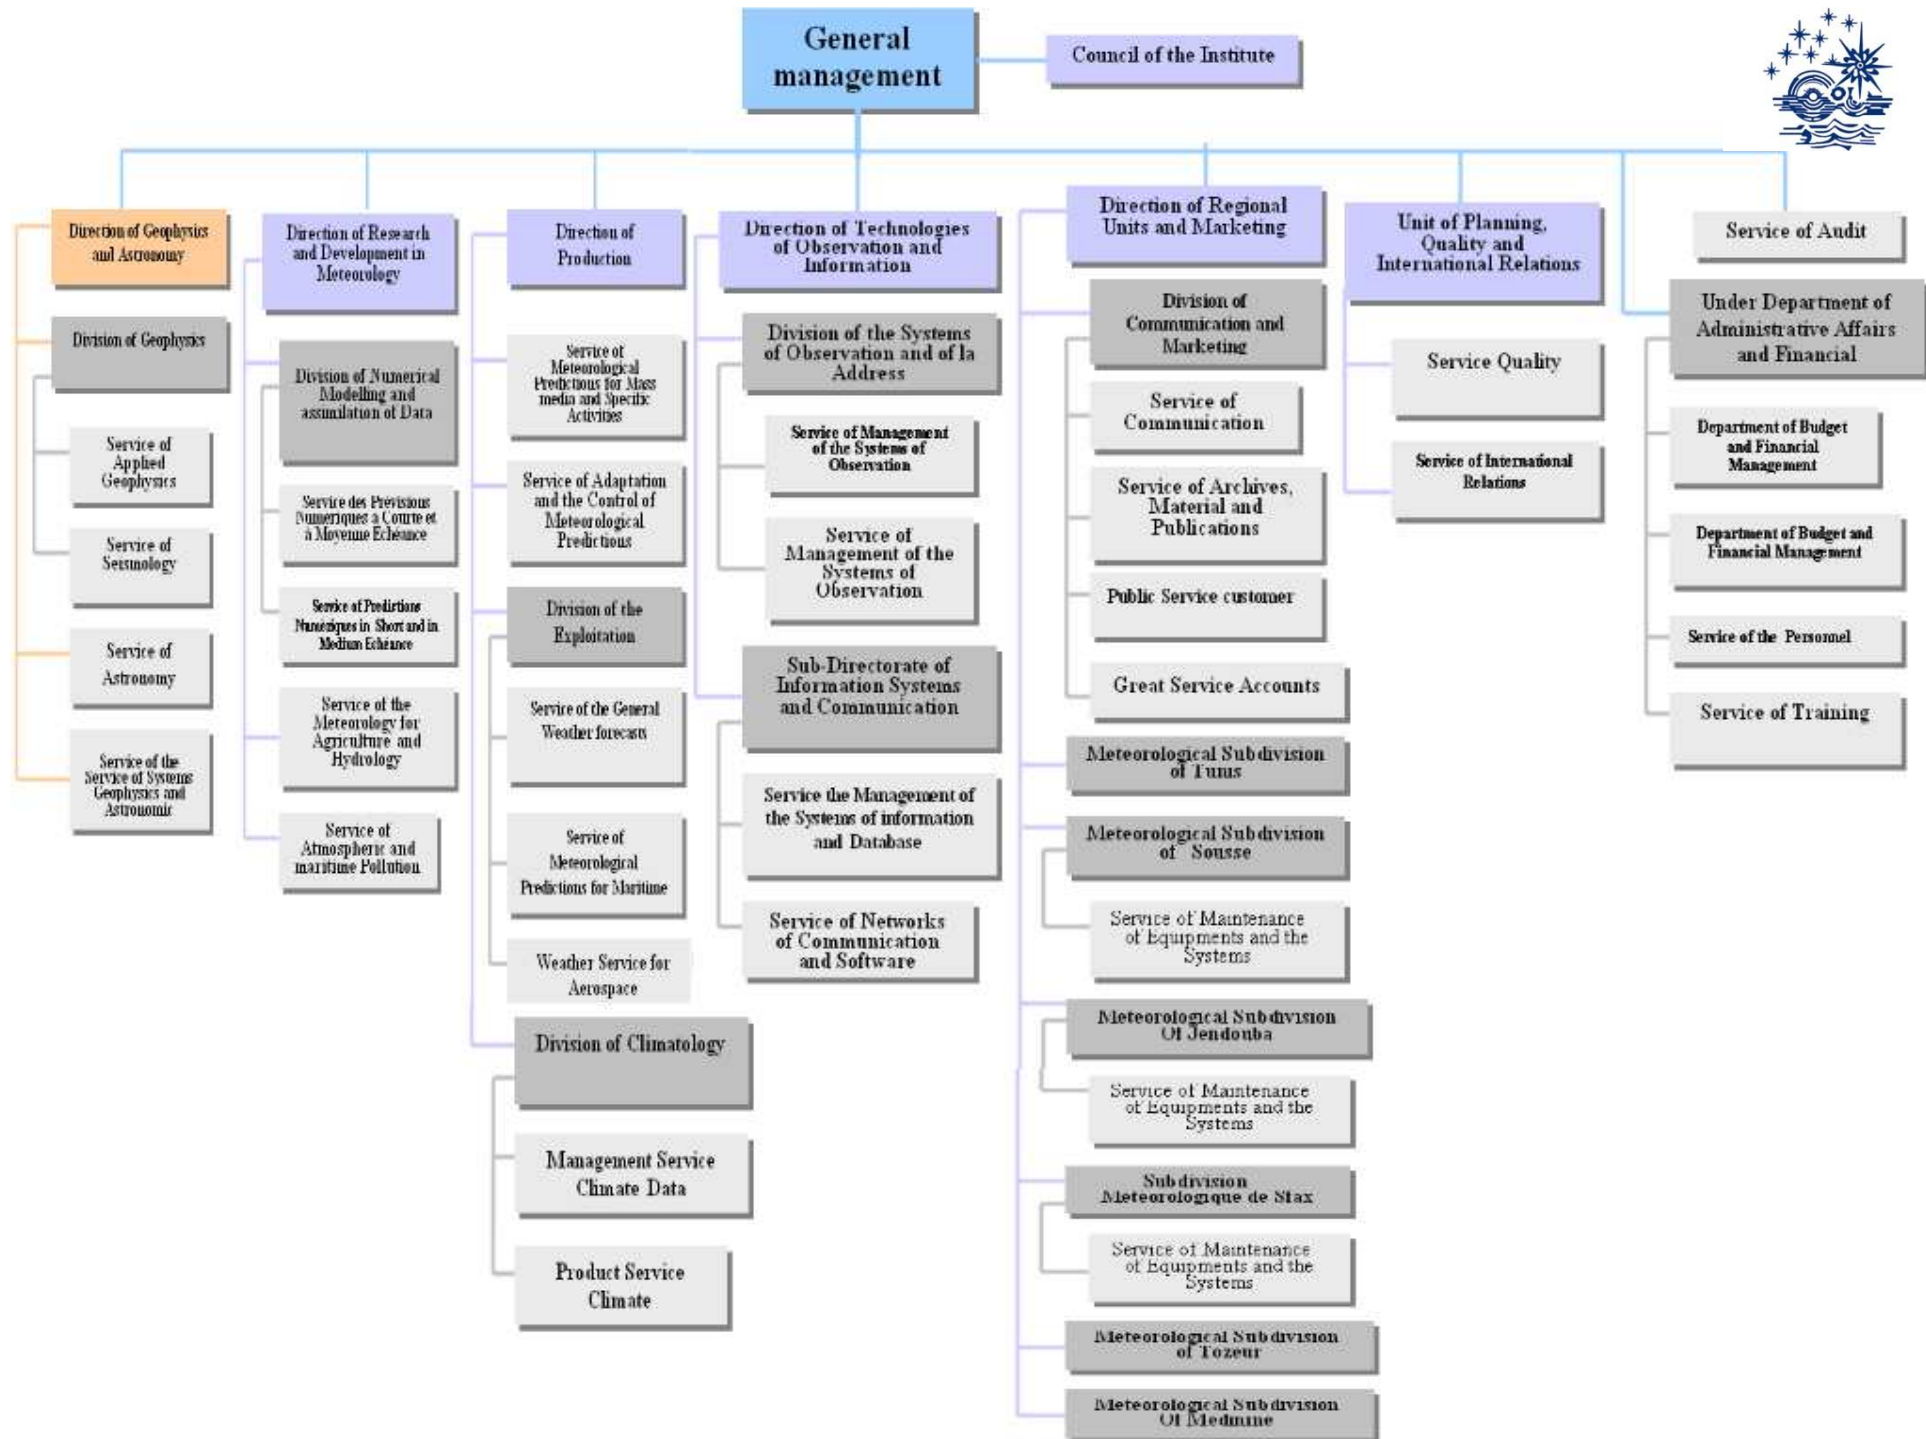 General
management
Council of the Institute
Direction of Geophysics
and Astronomy
Division of Geophysics
Service of
Applied
Geophysics
Service of
Seismology
Service of
Astronomy
Service of the
Service of Systems
Geophysics and
Astronomic
Direction of Research
and Development in
Meteorology
Division of Numerical
Modelling and
assimilation of Data
Service des Prévisions
Numériques à Courte et
à Moyenne Echéance
Service of Predictions
Numériques in Short and in
Medium Echéance
Service of the
Meteorology for
Agriculture and
Hydrology
Service of
Atmospheric and
maritime Pollution
Direction of
Production
Service of
Meteorological
Predictions for Mass
media and Specific
Activities
Service of Adaptation
and the Control of
Meteorological
Predictions
Division of the
Exploitation
Service of the General
Weather forecasts
Service of
Meteorological
Predictions for Maritime
Weather Service for
Aerospace
Division of Climatology
Management Service
Climate Data
Product Service
Climate
Direction of Technologies
of Observation and
Information
Division of the Systems
of Observation and of la
Address
Service of Management
of the Systems of
Observation
Service of
Management of the
Systems of
Observation
Sub-Directorate of
Information Systems
and Communication
Service the Management of
the Systems of information
and Database
Service of Networks
of Communication
and Software
Direction of Regional
Units and Marketing
Division of
Communication and
Marketing
Service of
Communication
Service of Archives,
Material and
Publications
Public Service customer
Great Service Accounts
Meteorological Subdivision
of Tunis
Meteorological Subdivision
of Sousse
Service of Maintenance
of Equipments and the
Systems
Meteorological Subdivision
Of Jendouba
Service of Maintenance
of Equipments and the
Systems
Subdivision
Météorologique de Sfax
Service of Maintenance
of Equipments and the
Systems
Meteorological Subdivision
of Tozeur
Meteorological Subdivision
Of Mednine
Unit of Planning,
Quality and
International Relations
Service Quality
Service of International
Relations
Service of Audit
Under Department of
Administrative Affairs
and Financial
Department of Budget
and Financial
Management
Department of Budget and
Financial Management
Service of the Personnel
Service of Training